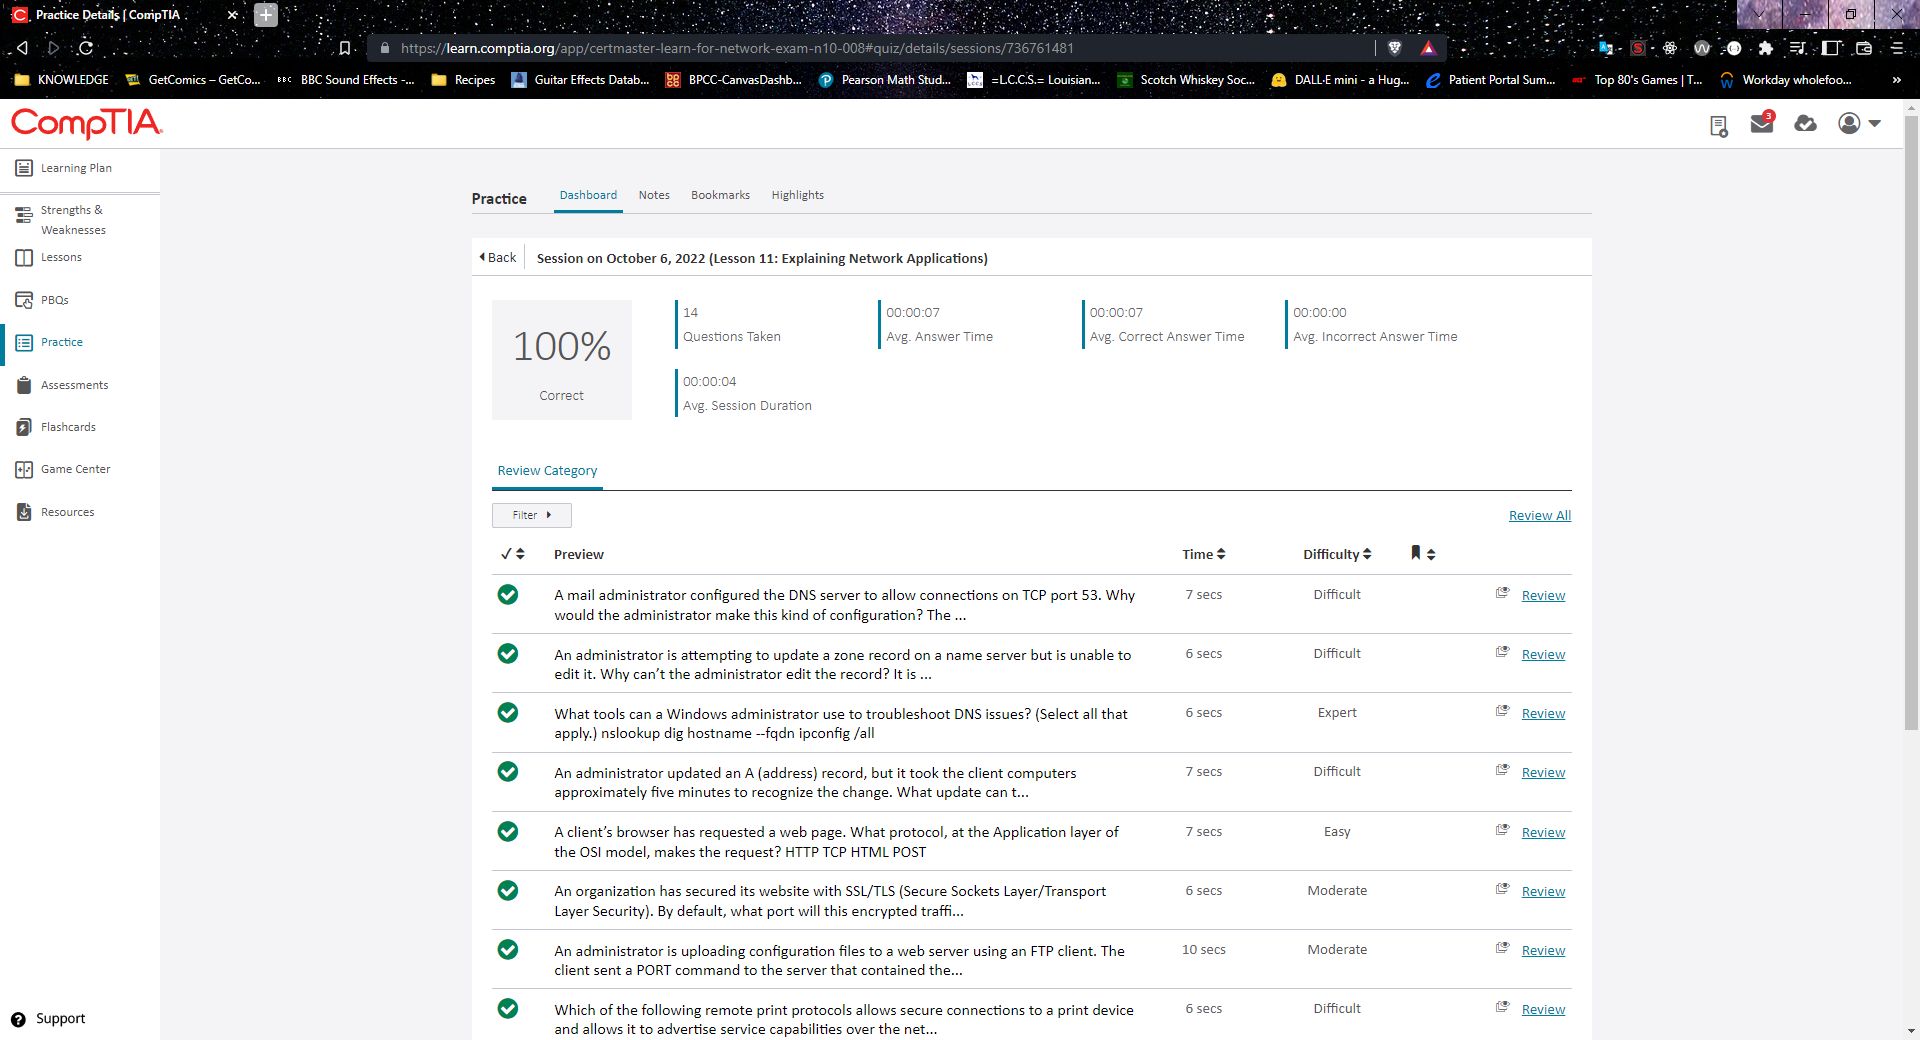 Practice Details | CompTIA
https://learn.comptia.org/app/certmaster-learn-for-network-exam-n10-008#quiz/details/sessions/736761481
KNOWLEDGE
GetComics – GetCo...
BBC
BBC Sound Effects -...
Recipes
Guitar Effects Datab...
BPCC-CanvasDashb...
Pearson Math Stud...
=L.C.C.S.= Louisian...
Scotch Whiskey Soc...
DALL·E mini - a Hug...
Patient Portal Sum...
Top 80's Games | T...
Workday wholefoo...
»
CompTIA.
3
Learning Plan
Strengths &
Weaknesses
Lessons
PBQs
Practice
Assessments
Flashcards
Game Center
Resources
Support
Practice
Dashboard
Notes
Bookmarks
Highlights
Back
Session on October 6, 2022 (Lesson 11: Explaining Network Applications)
100%
Correct
14
Questions Taken
00:00:07
Avg. Answer Time
00:00:07
Avg. Correct Answer Time
00:00:00
Avg. Incorrect Answer Time
00:00:04
Avg. Session Duration
Review Category
Filter
Review All
Preview
Time
Difficulty
A mail administrator configured the DNS server to allow connections on TCP port 53. Why
would the administrator make this kind of configuration? The ...
7 secs
Difficult
Review
An administrator is attempting to update a zone record on a name server but is unable to
edit it. Why can’t the administrator edit the record? It is ...
6 secs
Difficult
Review
What tools can a Windows administrator use to troubleshoot DNS issues? (Select all that
apply.) nslookup dig hostname --fqdn ipconfig /all
6 secs
Expert
Review
An administrator updated an A (address) record, but it took the client computers
approximately five minutes to recognize the change. What update can t...
7 secs
Difficult
Review
A client’s browser has requested a web page. What protocol, at the Application layer of
the OSI model, makes the request? HTTP TCP HTML POST
7 secs
Easy
Review
An organization has secured its website with SSL/TLS (Secure Sockets Layer/Transport
Layer Security). By default, what port will this encrypted traffi...
6 secs
Moderate
Review
An administrator is uploading configuration files to a web server using an FTP client. The
client sent a PORT command to the server that contained the...
10 secs
Moderate
Review
Which of the following remote print protocols allows secure connections to a print device
and allows it to advertise service capabilities over the net...
6 secs
Difficult
Review